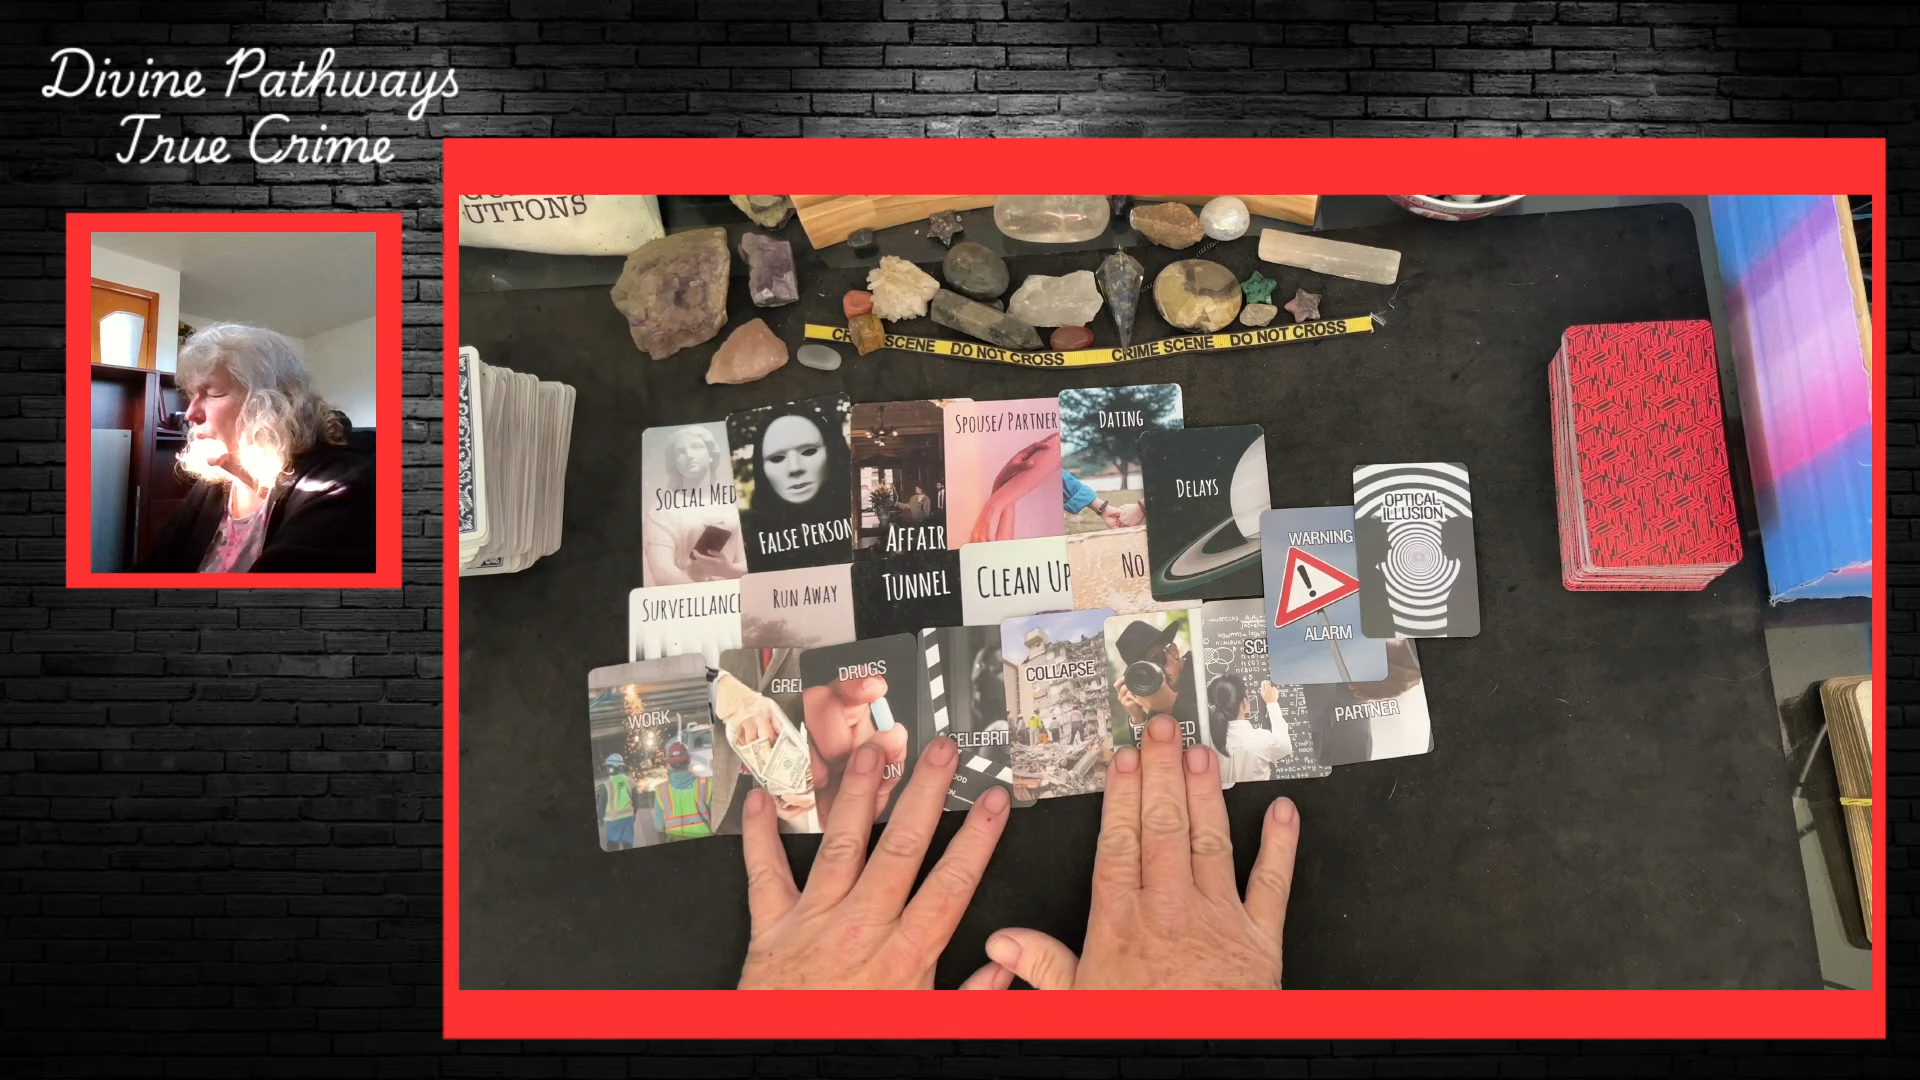 Divine Pathways
True Crime
UTTONS
SCENE DO NOT CROSS CRIME SCENE DO NOT CROSS
SPOUSE/ PARTNER
DATING
SOCIAL MED
FALSE PERSON
AFFAIR
DELAYS
OPTICAL
ILLUSION
WARNING
ALARM
SURVEILLANC
RUN AWAY
TUNNEL
CLEAN UP
NO
WORK
DRUGS
CELEBRIT
COLLAPSE
SCH
PARTNER